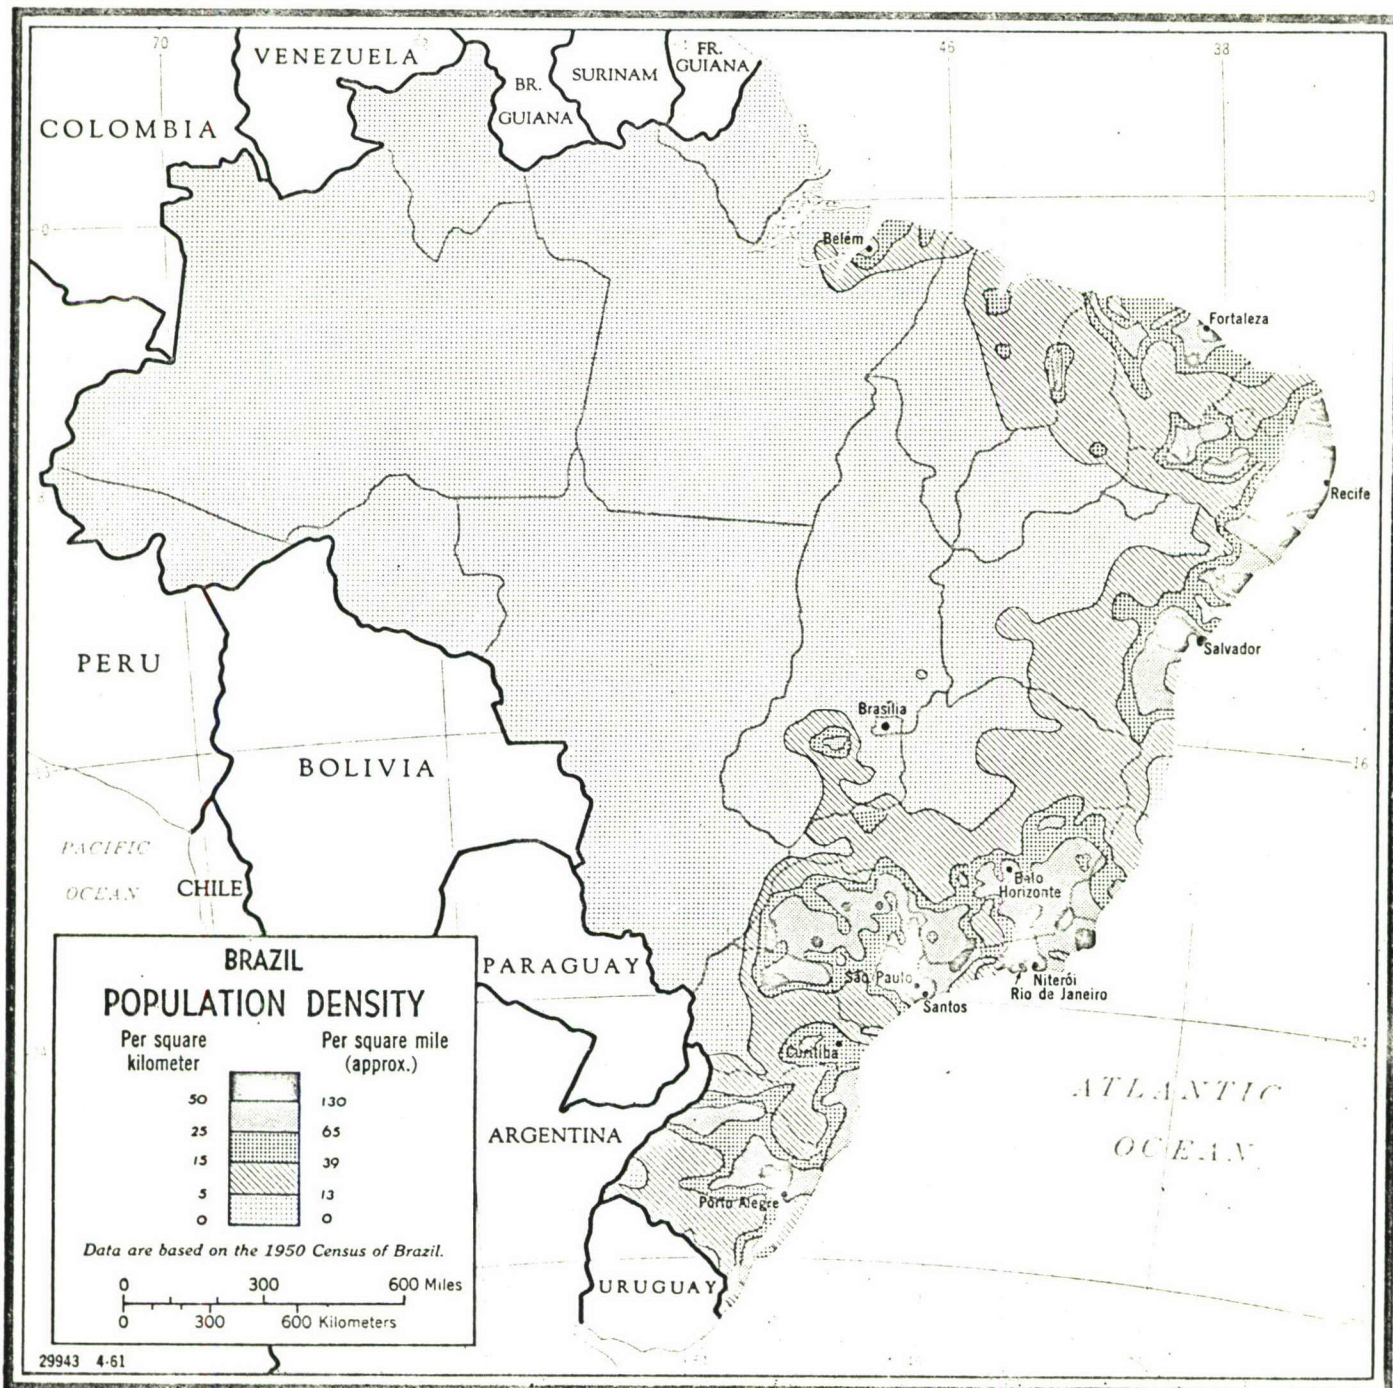 70
46
38
VENEZUELA
FR.
GUIANA
SURINAM
BR.
GUIANA
COLOMBIA
0
0
Belém
Fortaleza
Recife
Salvador
PERU
Brasília
BOLIVIA
16
PACIFIC
OCEAN
CHILE
Belo
Horizonte
PARAGUAY
São Paulo
Santos
Niterói
Rio de Janeiro
Curitiba
24
ATLANTIC
OCEAN
ARGENTINA
Pôrto Alegre
URUGUAY
BRAZIL
POPULATION DENSITY
Per square
kilometer
Per square mile
(approx.)
50 130
25 65
15 39
5 13
0 0
Data are based on the 1950 Census of Brazil.
0 300 600 Miles
0 300 600 Kilometers
29943 4-61